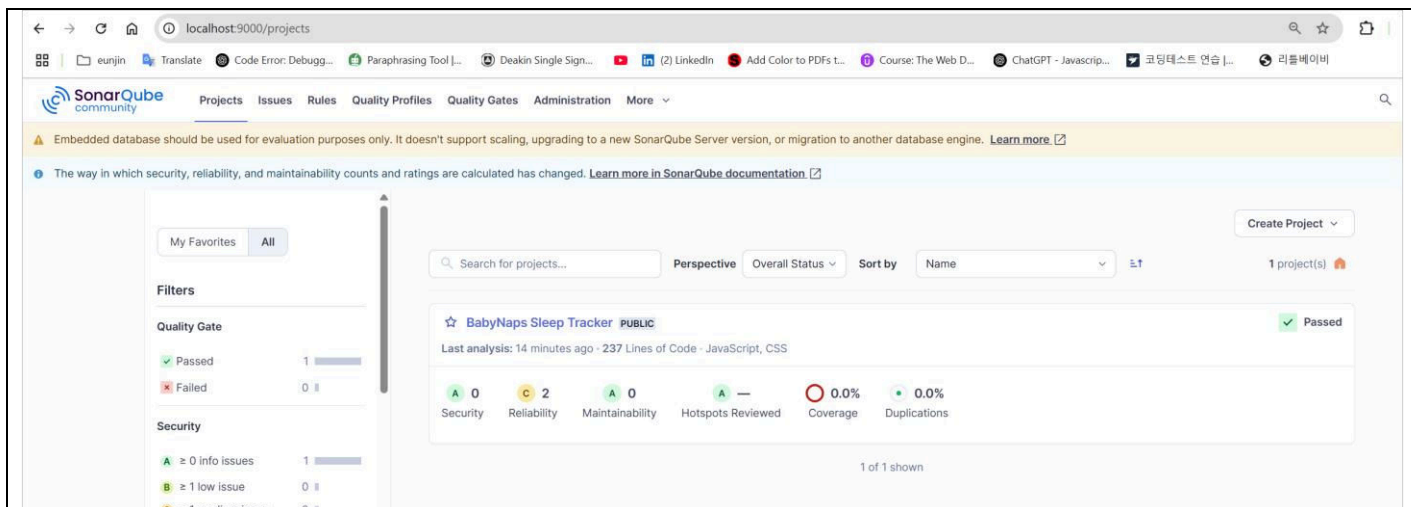 localhost:9000/projects
eunjin Translate Code Error: Debugg... Paraphrasing Tool |... Deakin Single Sign... (2) LinkedIn Add Color to PDFs t... Course: The Web D... ChatGPT - Javascrip... 코딩테스트 연습 |... 리틀베이비
SonarQube community Projects Issues Rules Quality Profiles Quality Gates Administration More
Embedded database should be used for evaluation purposes only. It doesn't support scaling, upgrading to a new SonarQube Server version, or migration to another database engine. Learn more
The way in which security, reliability, and maintainability counts and ratings are calculated has changed. Learn more in SonarQube documentation
Create Project
My Favorites All
Search for projects... Perspective Overall Status Sort by Name 1 project(s)
Filters
Quality Gate
Passed 1
Failed 0
Security
A ≥ 0 info issues 1
B ≥ 1 low issue 0
BabyNaps Sleep Tracker PUBLIC Passed
Last analysis: 14 minutes ago · 237 Lines of Code · JavaScript, CSS
A 0 C 2 A 0 A — 0.0% 0.0%
Security Reliability Maintainability Hotspots Reviewed Coverage Duplications
1 of 1 shown